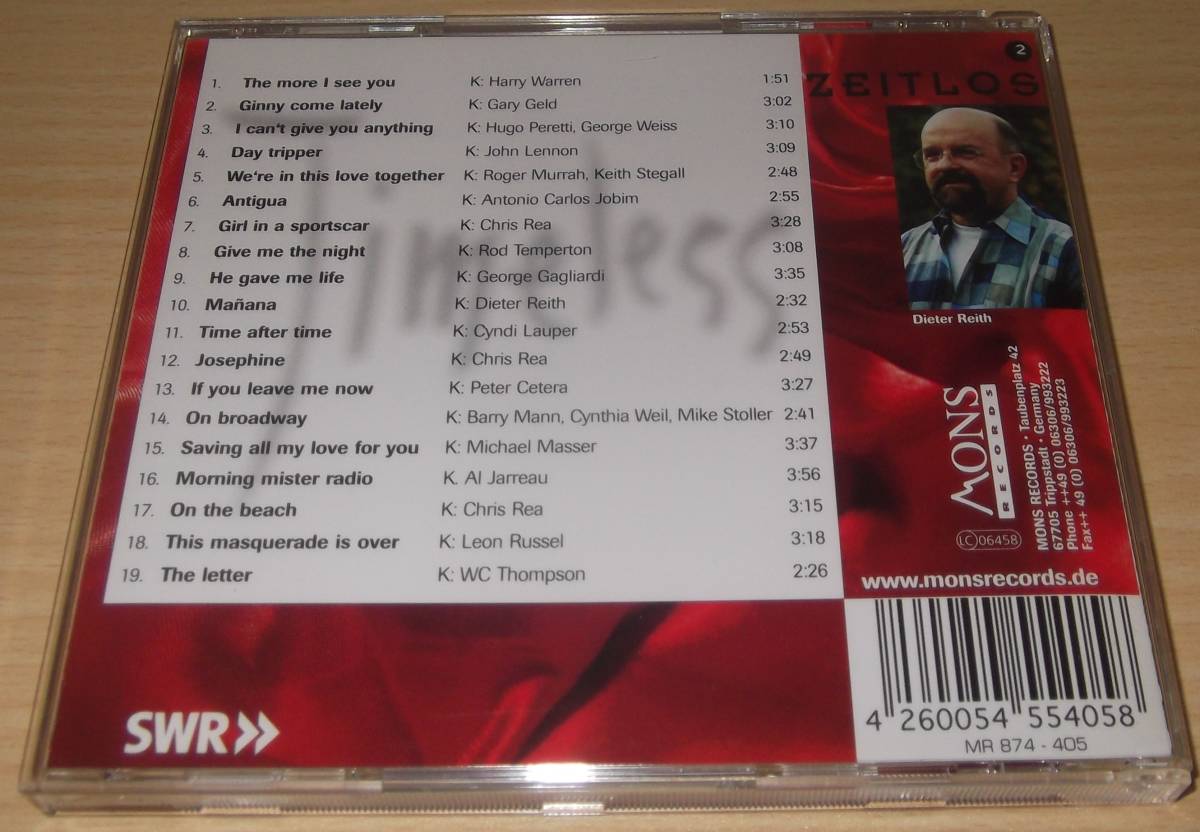 1. The more I see you K: Harry Warren 1:51
2. Ginny come lately K: Gary Geld 3:02
3. I can't give you anything K: Hugo Peretti, George Weiss 3:10
4. Day tripper K: John Lennon 3:09
5. We're in this love together K: Roger Murrah, Keith Stegall 2:48
6. Antigua K: Antonio Carlos Jobim 2:55
7. Girl in a sportscar K: Chris Rea 3:28
8. Give me the night K: Rod Temperton 3:08
9. He gave me life K: George Gagliardi 3:35
10. Mañana K: Dieter Reith 2:32
11. Time after time K: Cyndi Lauper 2:53
12. Josephine K: Chris Rea 2:49
13. If you leave me now K: Peter Cetera 3:27
14. On broadway K: Barry Mann, Cynthia Weil, Mike Stoller 2:41
15. Saving all my love for you K: Michael Masser 3:37
16. Morning mister radio K. Al Jarreau 3:56
17. On the beach K: Chris Rea 3:15
18. This masquerade is over K: Leon Russel 3:18
19. The letter K: WC Thompson 2:26
Timeless
2
ZEITLOS
Dieter Reith
MONS
RECORDS
LC 06458
MONS RECORDS · Taubenplatz 42
67705 Trippstadt · Germany
Phone ++49 (0) 06306/993222
Fax++ 49 (0) 06306/993223
www.monsrecords.de
4 260054 554058
MR 874 - 405
SWR»